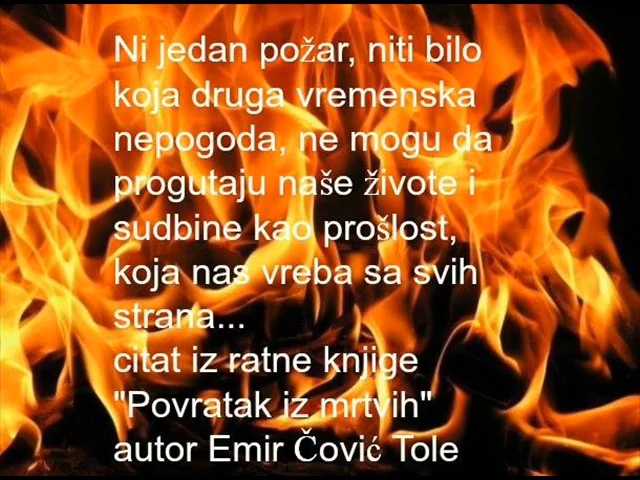 Ni jedan požar, niti bilo
koja druga vremenska
nepogoda, ne mogu da
progutaju naše živote i
sudbine kao prošlost,
koja nas vreba sa svih
strana...
citat iz ratne knjige
"Povratak iz mrtvih"
autor Emir Čović Tole